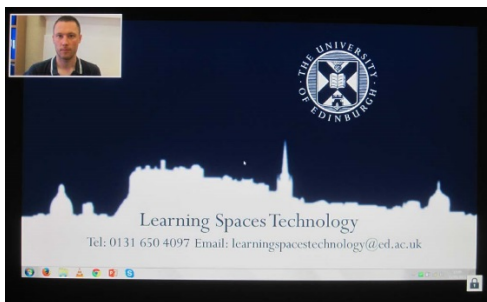 THE UNIVERSITY
OF EDINBURGH
Learning Spaces Technology
Tel: 0131 650 4097 Email: learningspacestechnology@ed.ac.uk